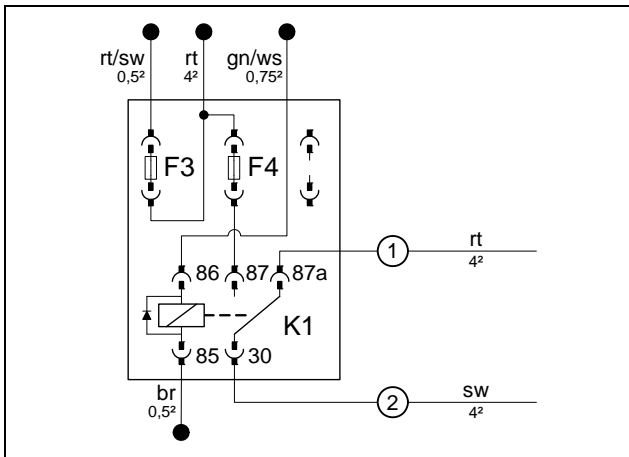 rt/sw rt gn/ws
0,5² 4² 0,75²
F3 F4
1 rt
4²
86 87 87a
K1
85 30
br 2 sw
0,5² 4²